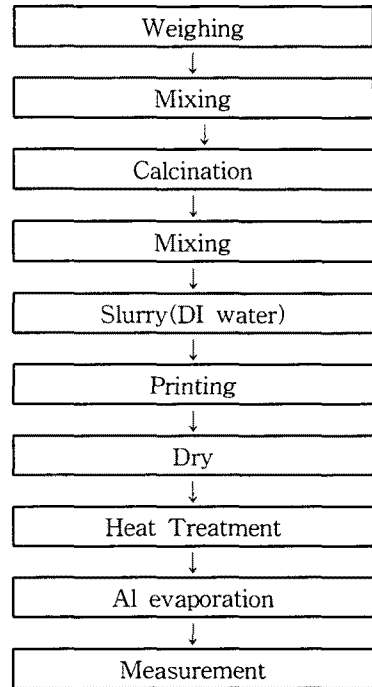 Weighing
↓
Mixing
↓
Calcination
↓
Mixing
↓
Slurry(DI water)
↓
Printing
↓
Dry
↓
Heat Treatment
↓
Al evaporation
↓
Measurement